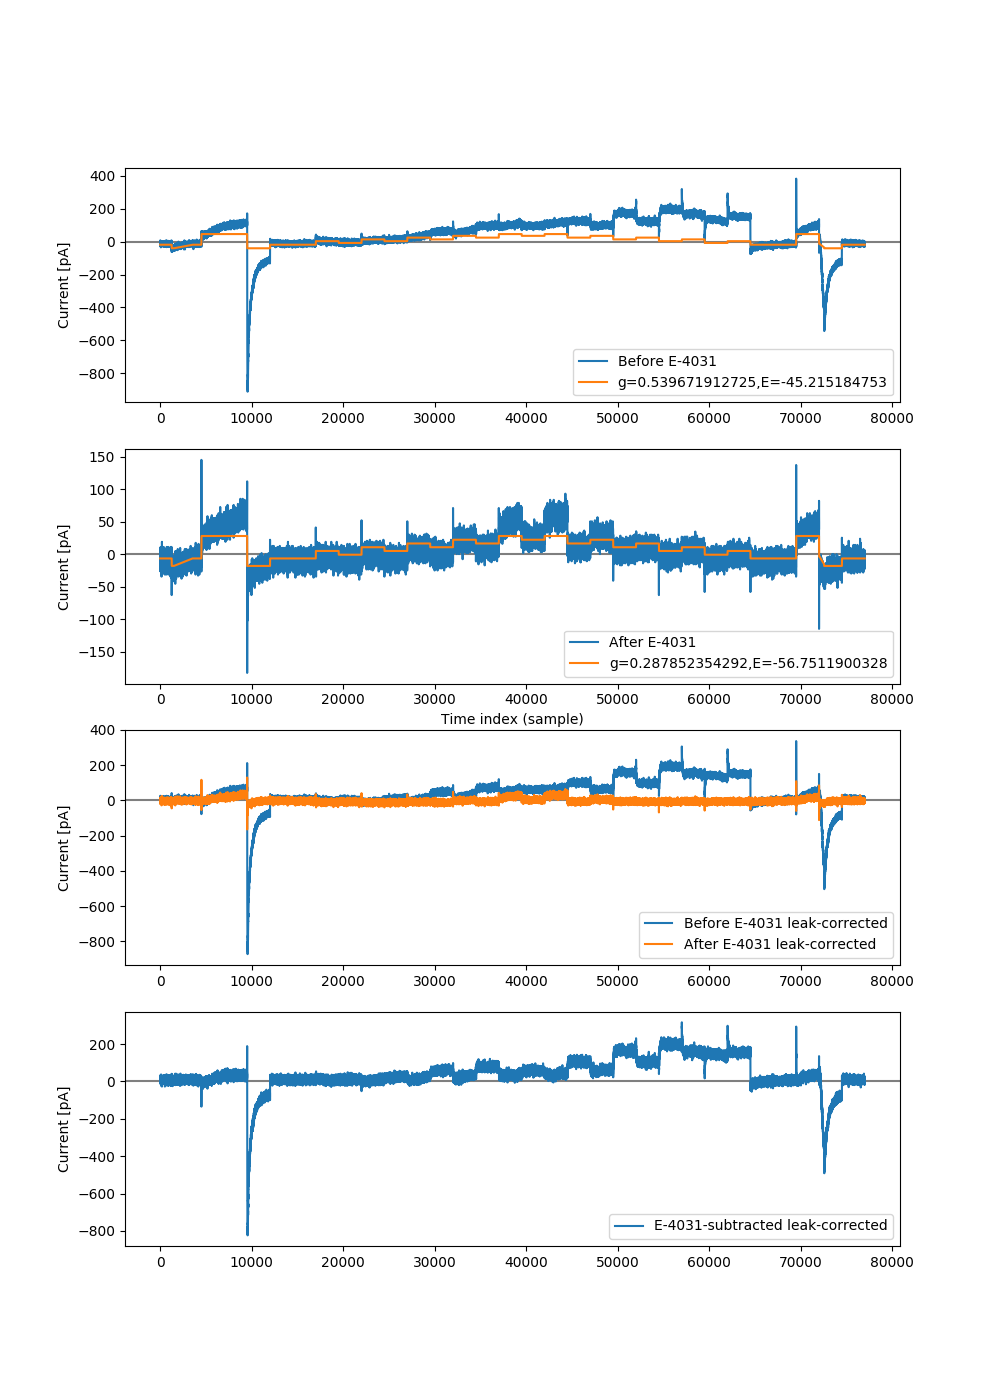 400
200
0
−200
−400
−600
−800
Current [pA]
Before E-4031
g=0.539671912725,E=-45.215184753
0 10000 20000 30000 40000 50000 60000 70000 80000
150
100
50
0
−50
−100
−150
Current [pA]
After E-4031
g=0.287852354292,E=-56.7511900328
0 10000 20000 30000 40000 50000 60000 70000 80000
Time index (sample)
400
200
0
−200
−400
−600
−800
Current [pA]
Before E-4031 leak-corrected
After E-4031 leak-corrected
0 10000 20000 30000 40000 50000 60000 70000 80000
200
0
−200
−400
−600
−800
Current [pA]
E-4031-subtracted leak-corrected
0 10000 20000 30000 40000 50000 60000 70000 80000